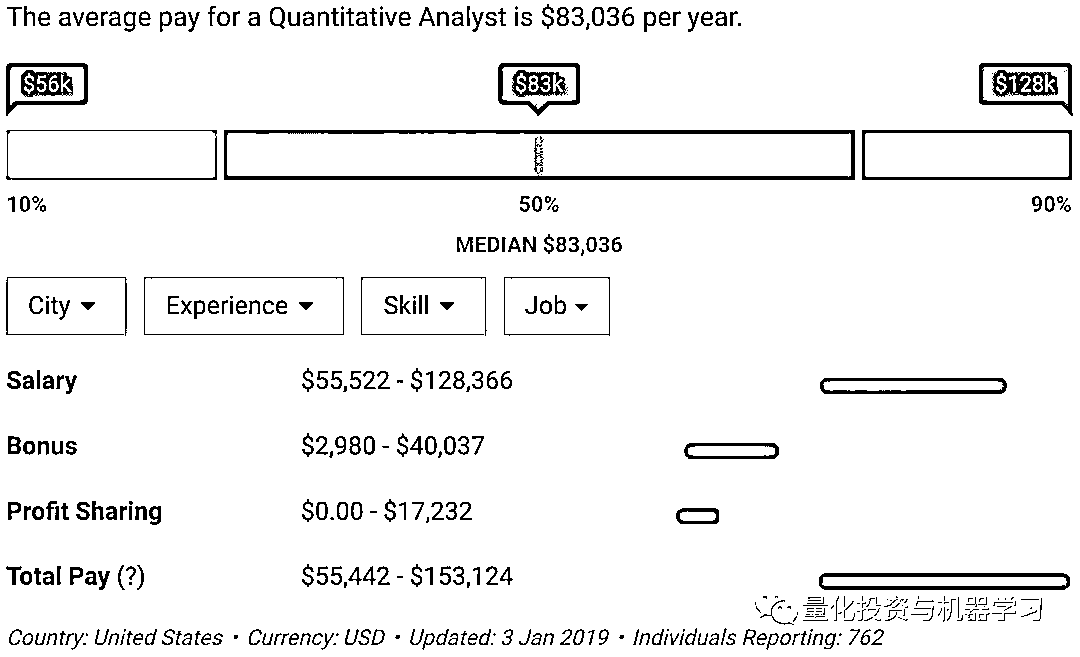 The average pay for a Quantitative Analyst is $83,036 per year.
$56k $83k $128k
10% 50% 90%
MEDIAN $83,036
City Experience Skill Job
Salary $55,522 - $128,366
Bonus $2,980 - $40,037
Profit Sharing $0.00 - $17,232
Total Pay (?) $55,442 - $153,124
量化投资与机器学习
Country: United States • Currency: USD • Updated: 3 Jan 2019 • Individuals Reporting: 762